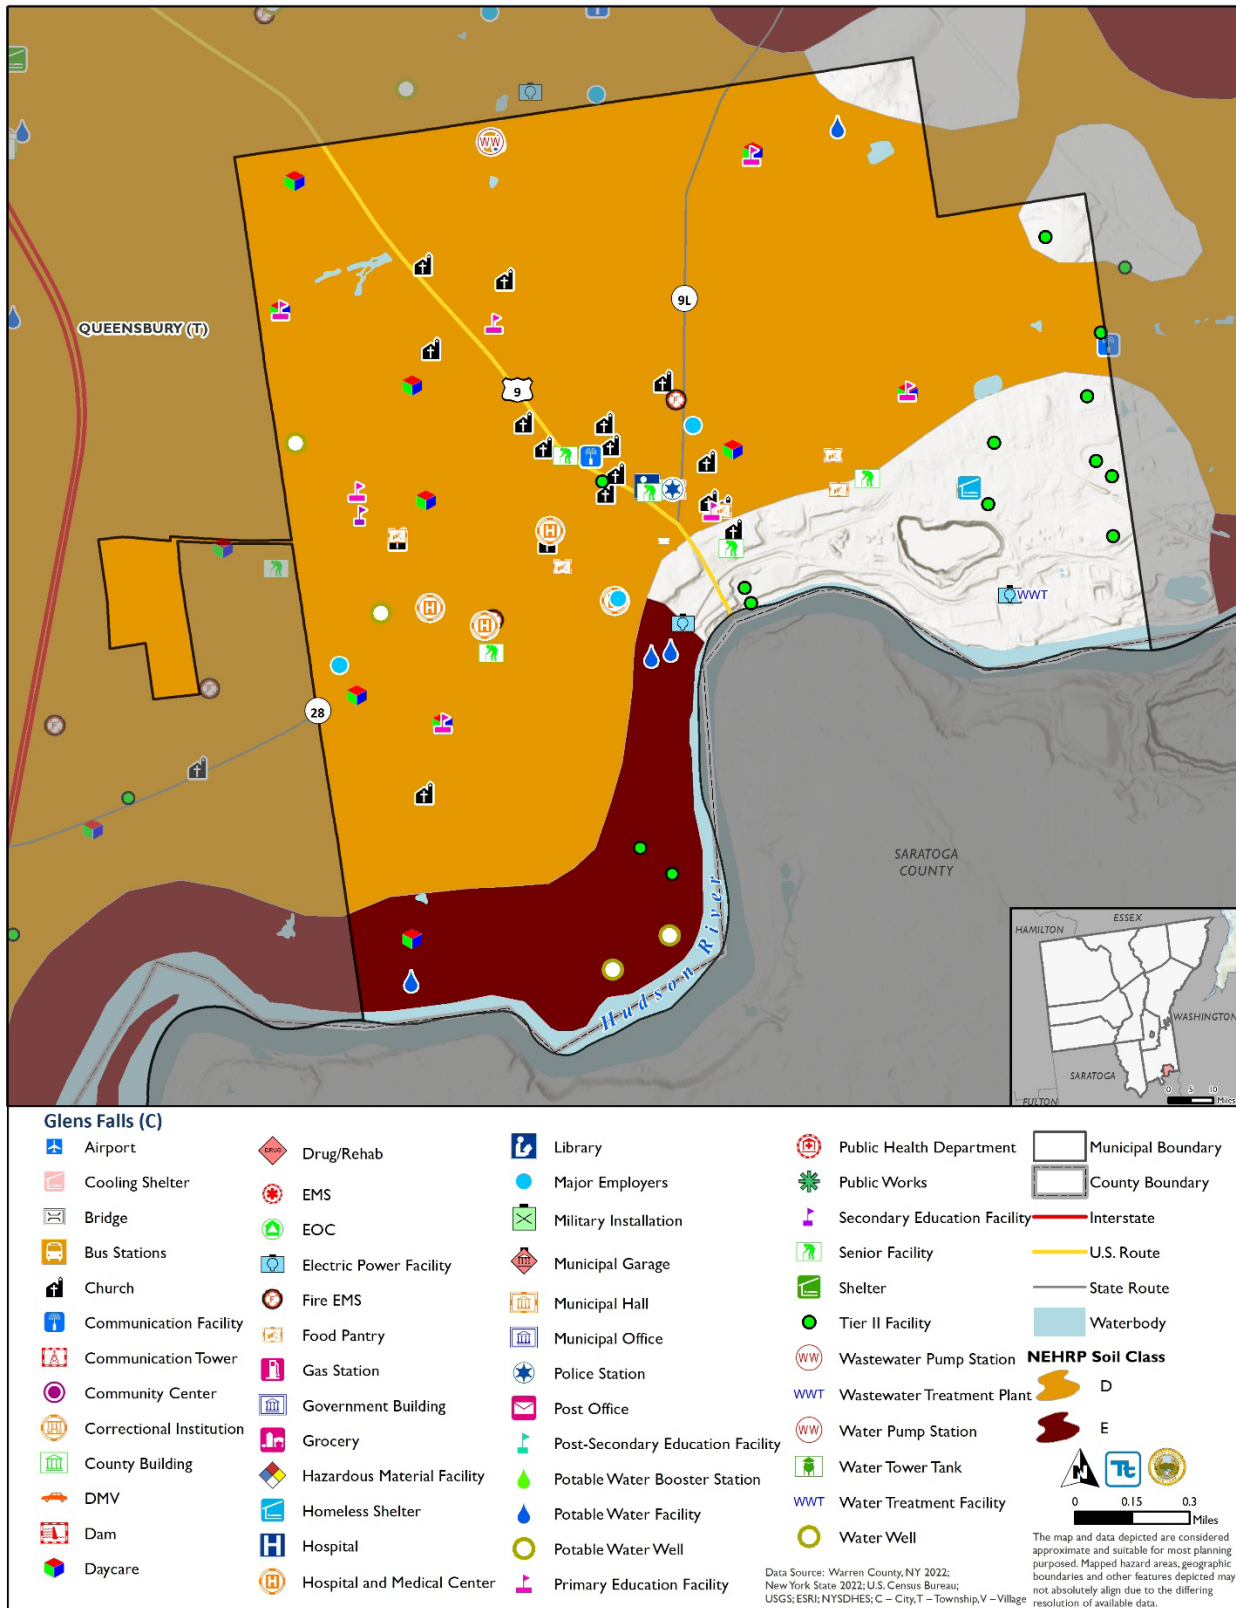 QUEENSBURY (T)
9L
9
28
SARATOGA
COUNTY
Hudson River
WWT
WW
ESSEX
HAMILTON
WASHINGTON
SARATOGA
FULTON
0 5 10
Miles
Glens Falls (C)
Airport
Cooling Shelter
Bridge
Bus Stations
Church
Communication Facility
Communication Tower
Community Center
Correctional Institution
County Building
DMV
Dam
Daycare
Drug/Rehab
EMS
EOC
Electric Power Facility
Fire EMS
Food Pantry
Gas Station
Government Building
Grocery
Hazardous Material Facility
Homeless Shelter
Hospital
Hospital and Medical Center
Library
Major Employers
Military Installation
Municipal Garage
Municipal Hall
Municipal Office
Police Station
Post Office
Post-Secondary Education Facility
Potable Water Booster Station
Potable Water Facility
Potable Water Well
Primary Education Facility
Public Health Department
Public Works
Secondary Education Facility
Senior Facility
Shelter
Tier II Facility
WW Wastewater Pump Station
WWT Wastewater Treatment Plant
WW Water Pump Station
Water Tower Tank
WWT Water Treatment Facility
Water Well
Municipal Boundary
County Boundary
Interstate
U.S. Route
State Route
Waterbody
NEHRP Soil Class
D
E
N
Tt
0 0.15 0.3
Miles
Data Source: Warren County, NY 2022;
New York State 2022; U.S. Census Bureau;
USGS; ESRI; NYSDHES; C – City, T – Township, V – Village
The map and data depicted are considered
approximate and suitable for most planning
purposed. Mapped hazard areas, geographic
boundaries and other features depicted may
not absolutely align due to the differing
resolution of available data.